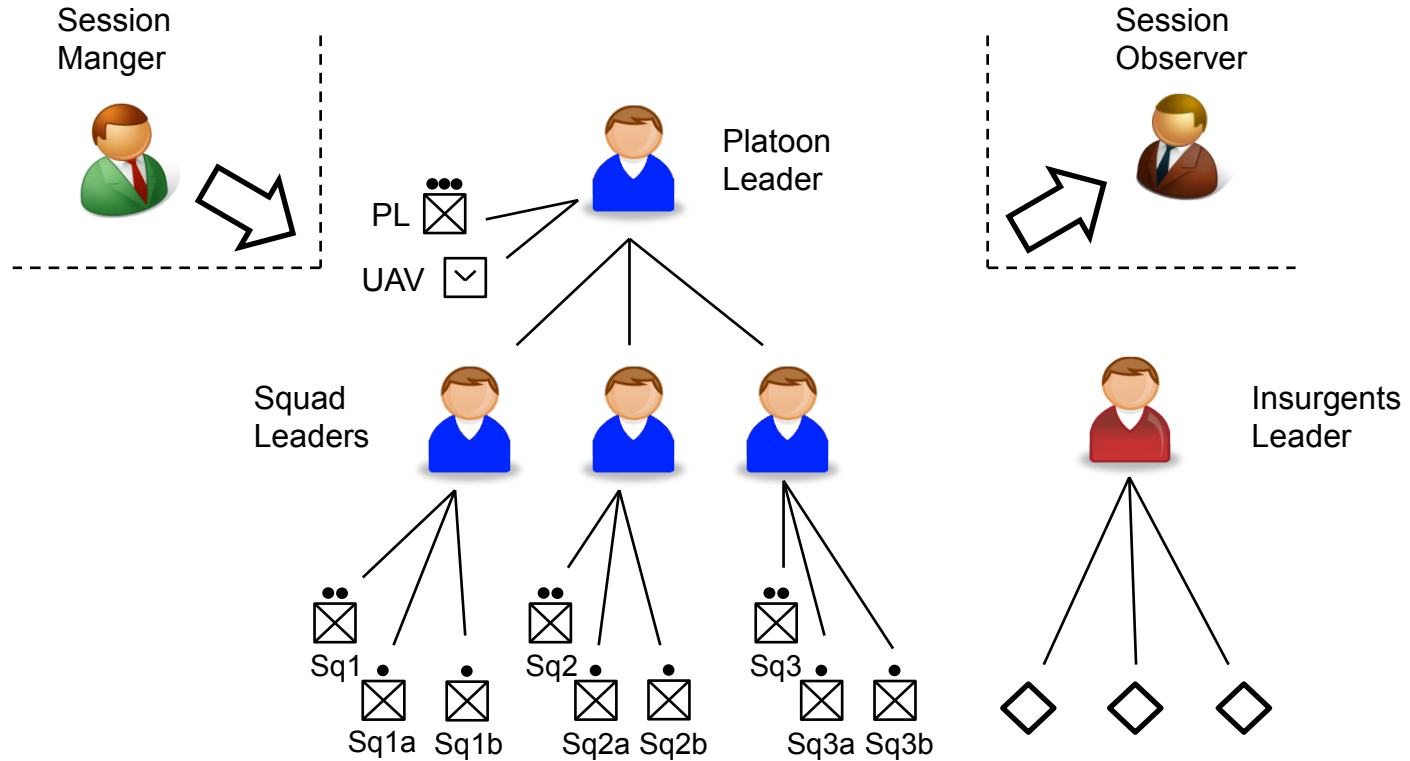 Session
Manger
Session
Observer
Platoon
Leader
PL
UAV
Squad
Leaders
Insurgents
Leader
Sq1
Sq2
Sq3
Sq1a
Sq1b
Sq2a
Sq2b
Sq3a
Sq3b